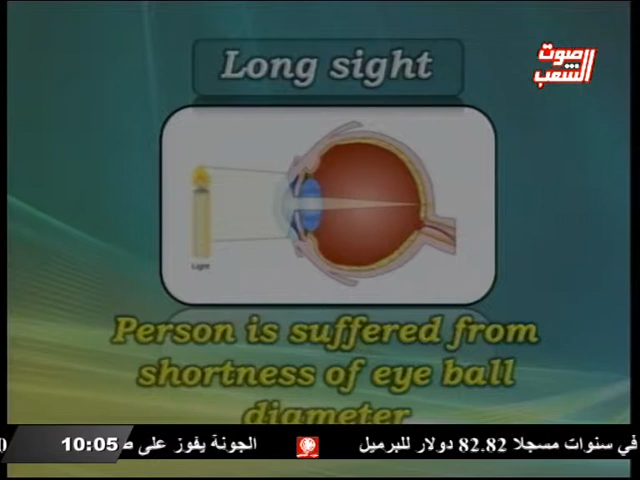 Long sight
صوت
الشعب
Light
Person is suffered from
shortness of eye ball
diameter
في سنوات مسجلا 82.82 دولار للبرميل
الجونة يفوز على
10:05